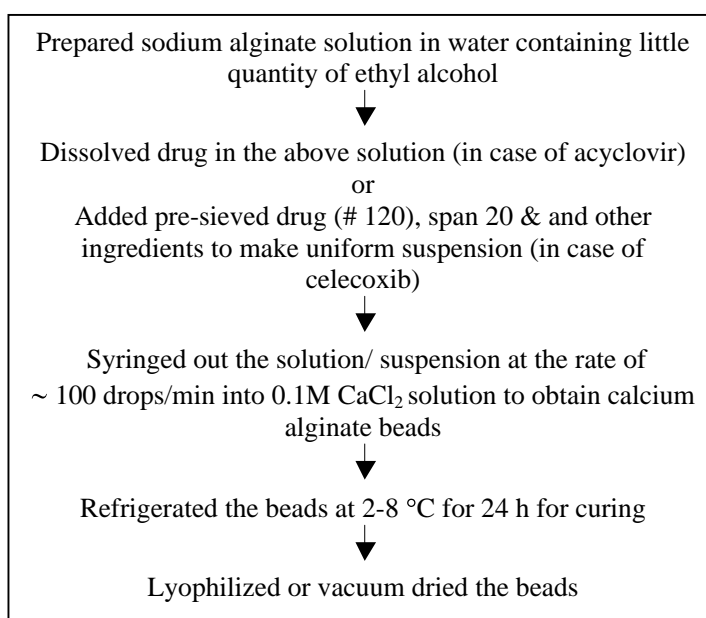 Prepared sodium alginate solution in water containing little
quantity of ethyl alcohol
Dissolved drug in the above solution (in case of acyclovir)
or
Added pre-sieved drug (# 120), span 20 & and other
ingredients to make uniform suspension (in case of
celecoxib)
Syringed out the solution/ suspension at the rate of
~ 100 drops/min into 0.1M CaCl₂ solution to obtain calcium
alginate beads
Refrigerated the beads at 2-8 °C for 24 h for curing
Lyophilized or vacuum dried the beads